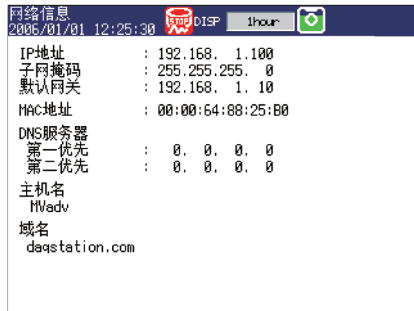 网络信息
2006/01/01 12:25:30 STOP DISP 1hour
IP地址 : 192.168. 1.100
子网掩码 : 255.255.255. 0
默认网关 : 192.168. 1. 10
MAC地址 : 00:00:64:88:25:B0
DNS服务器
第一优先 : 0. 0. 0. 0
第二优先 : 0. 0. 0. 0
主机名
MVadv
域名
daqstation.com